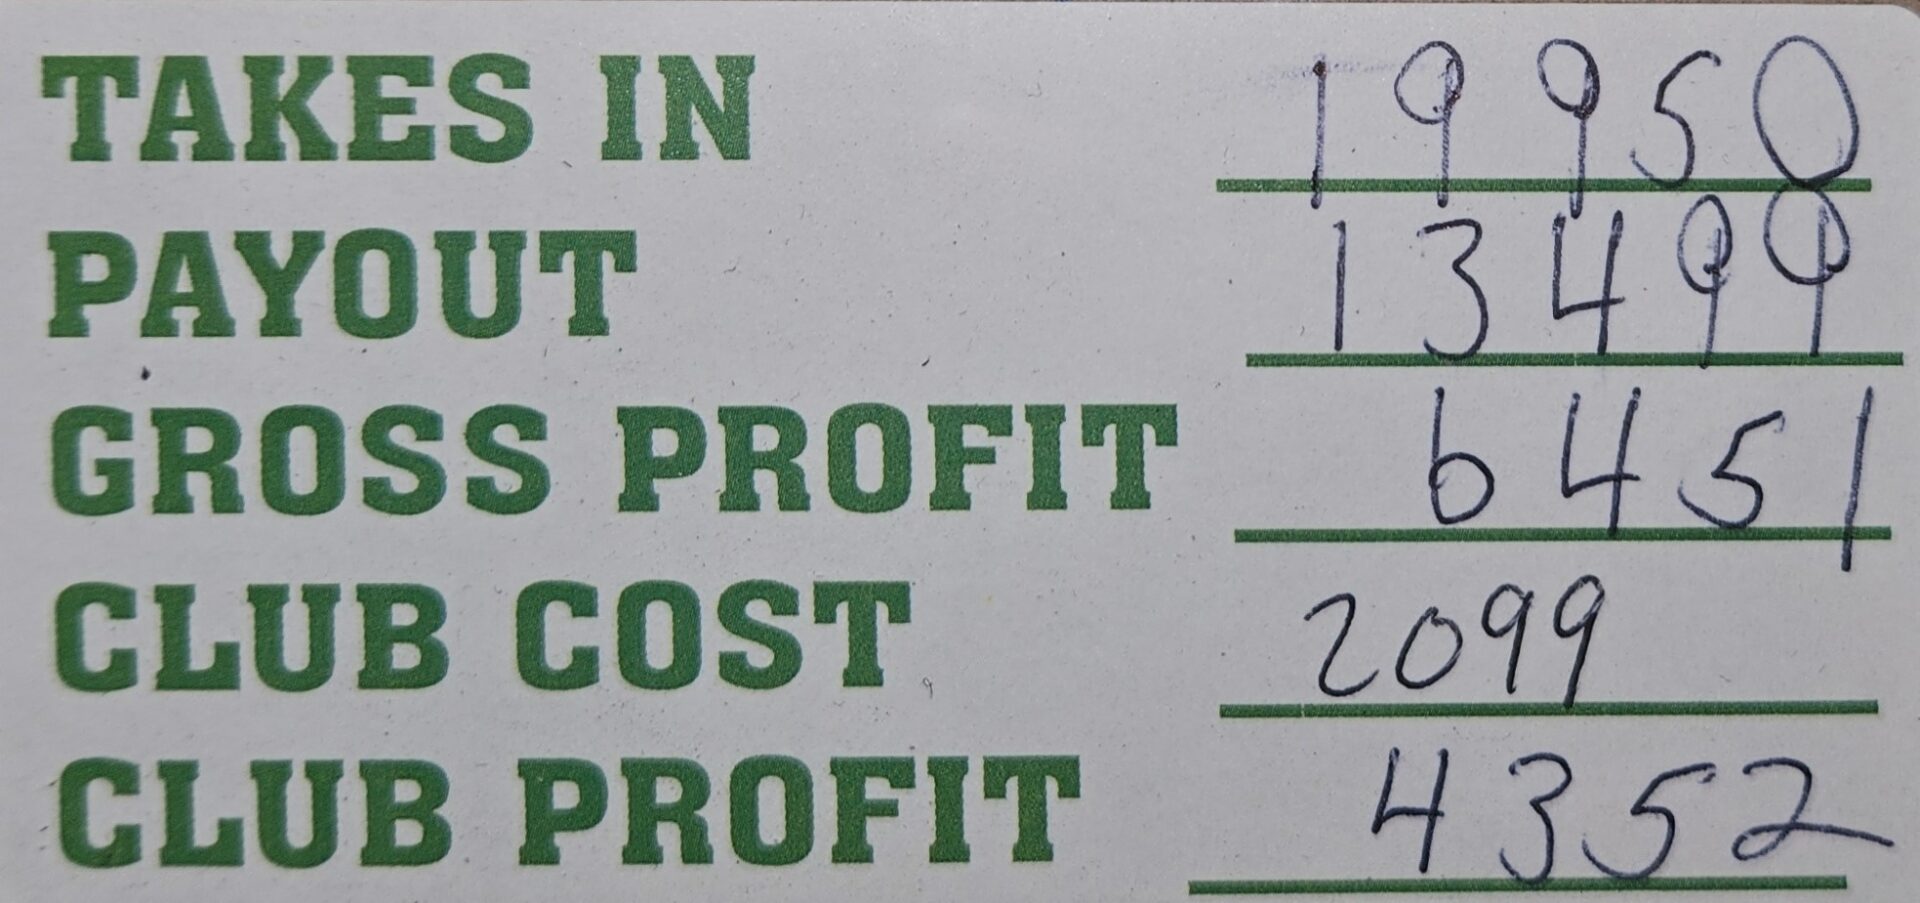 TAKES IN 19950
PAYOUT 13499
GROSS PROFIT 6451
CLUB COST 2099
CLUB PROFIT 4352